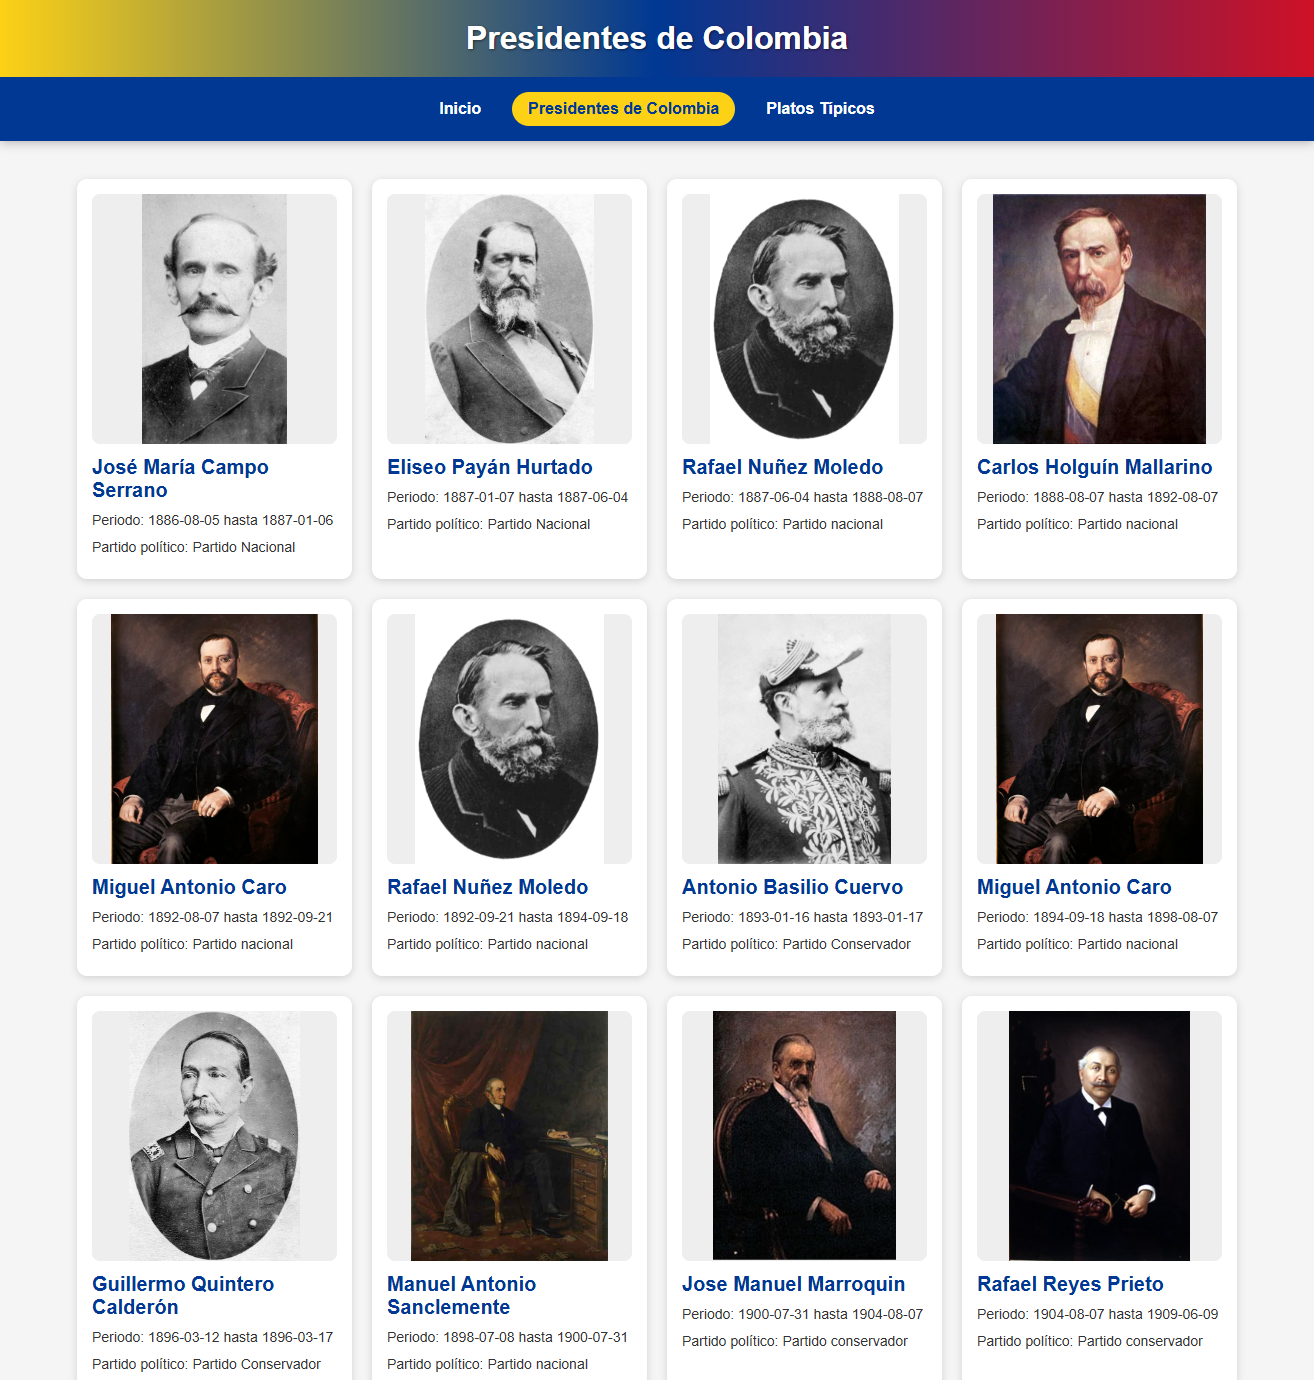 Presidentes de Colombia
Inicio
Presidentes de Colombia
Platos Típicos
José María Campo
Serrano
Periodo: 1886-08-05 hasta 1887-01-06
Partido político: Partido Nacional
Eliseo Payán Hurtado
Periodo: 1887-01-07 hasta 1887-06-04
Partido político: Partido Nacional
Rafael Nuñez Moledo
Periodo: 1887-06-04 hasta 1888-08-07
Partido político: Partido nacional
Carlos Holguín Mallarino
Periodo: 1888-08-07 hasta 1892-08-07
Partido político: Partido nacional
Miguel Antonio Caro
Periodo: 1892-08-07 hasta 1892-09-21
Partido político: Partido nacional
Rafael Nuñez Moledo
Periodo: 1892-09-21 hasta 1894-09-18
Partido político: Partido nacional
Antonio Basilio Cuervo
Periodo: 1893-01-16 hasta 1893-01-17
Partido político: Partido Conservador
Miguel Antonio Caro
Periodo: 1894-09-18 hasta 1898-08-07
Partido político: Partido nacional
Guillermo Quintero
Calderón
Periodo: 1896-03-12 hasta 1896-03-17
Partido político: Partido Conservador
Manuel Antonio
Sanclemente
Periodo: 1898-07-08 hasta 1900-07-31
Partido político: Partido nacional
Jose Manuel Marroquin
Periodo: 1900-07-31 hasta 1904-08-07
Partido político: Partido conservador
Rafael Reyes Prieto
Periodo: 1904-08-07 hasta 1909-06-09
Partido político: Partido conservador